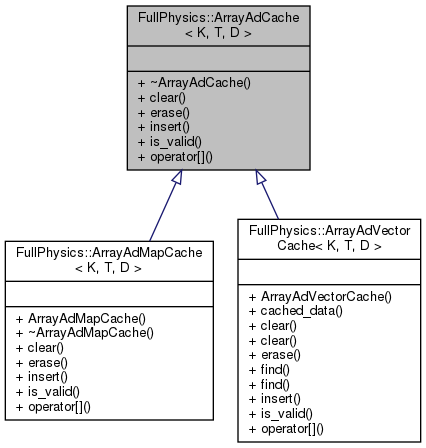 FullPhysics::ArrayAdCache
< K, T, D >
+ ~ArrayAdCache()
+ clear()
+ erase()
+ insert()
+ is_valid()
+ operator[]()
FullPhysics::ArrayAdMapCache
< K, T, D >
+ ArrayAdMapCache()
+ ~ArrayAdMapCache()
+ clear()
+ erase()
+ insert()
+ is_valid()
+ operator[]()
FullPhysics::ArrayAdVector
Cache< K, T, D >
+ ArrayAdVectorCache()
+ cached_data()
+ clear()
+ clear()
+ erase()
+ find()
+ find()
+ insert()
+ is_valid()
+ operator[]()